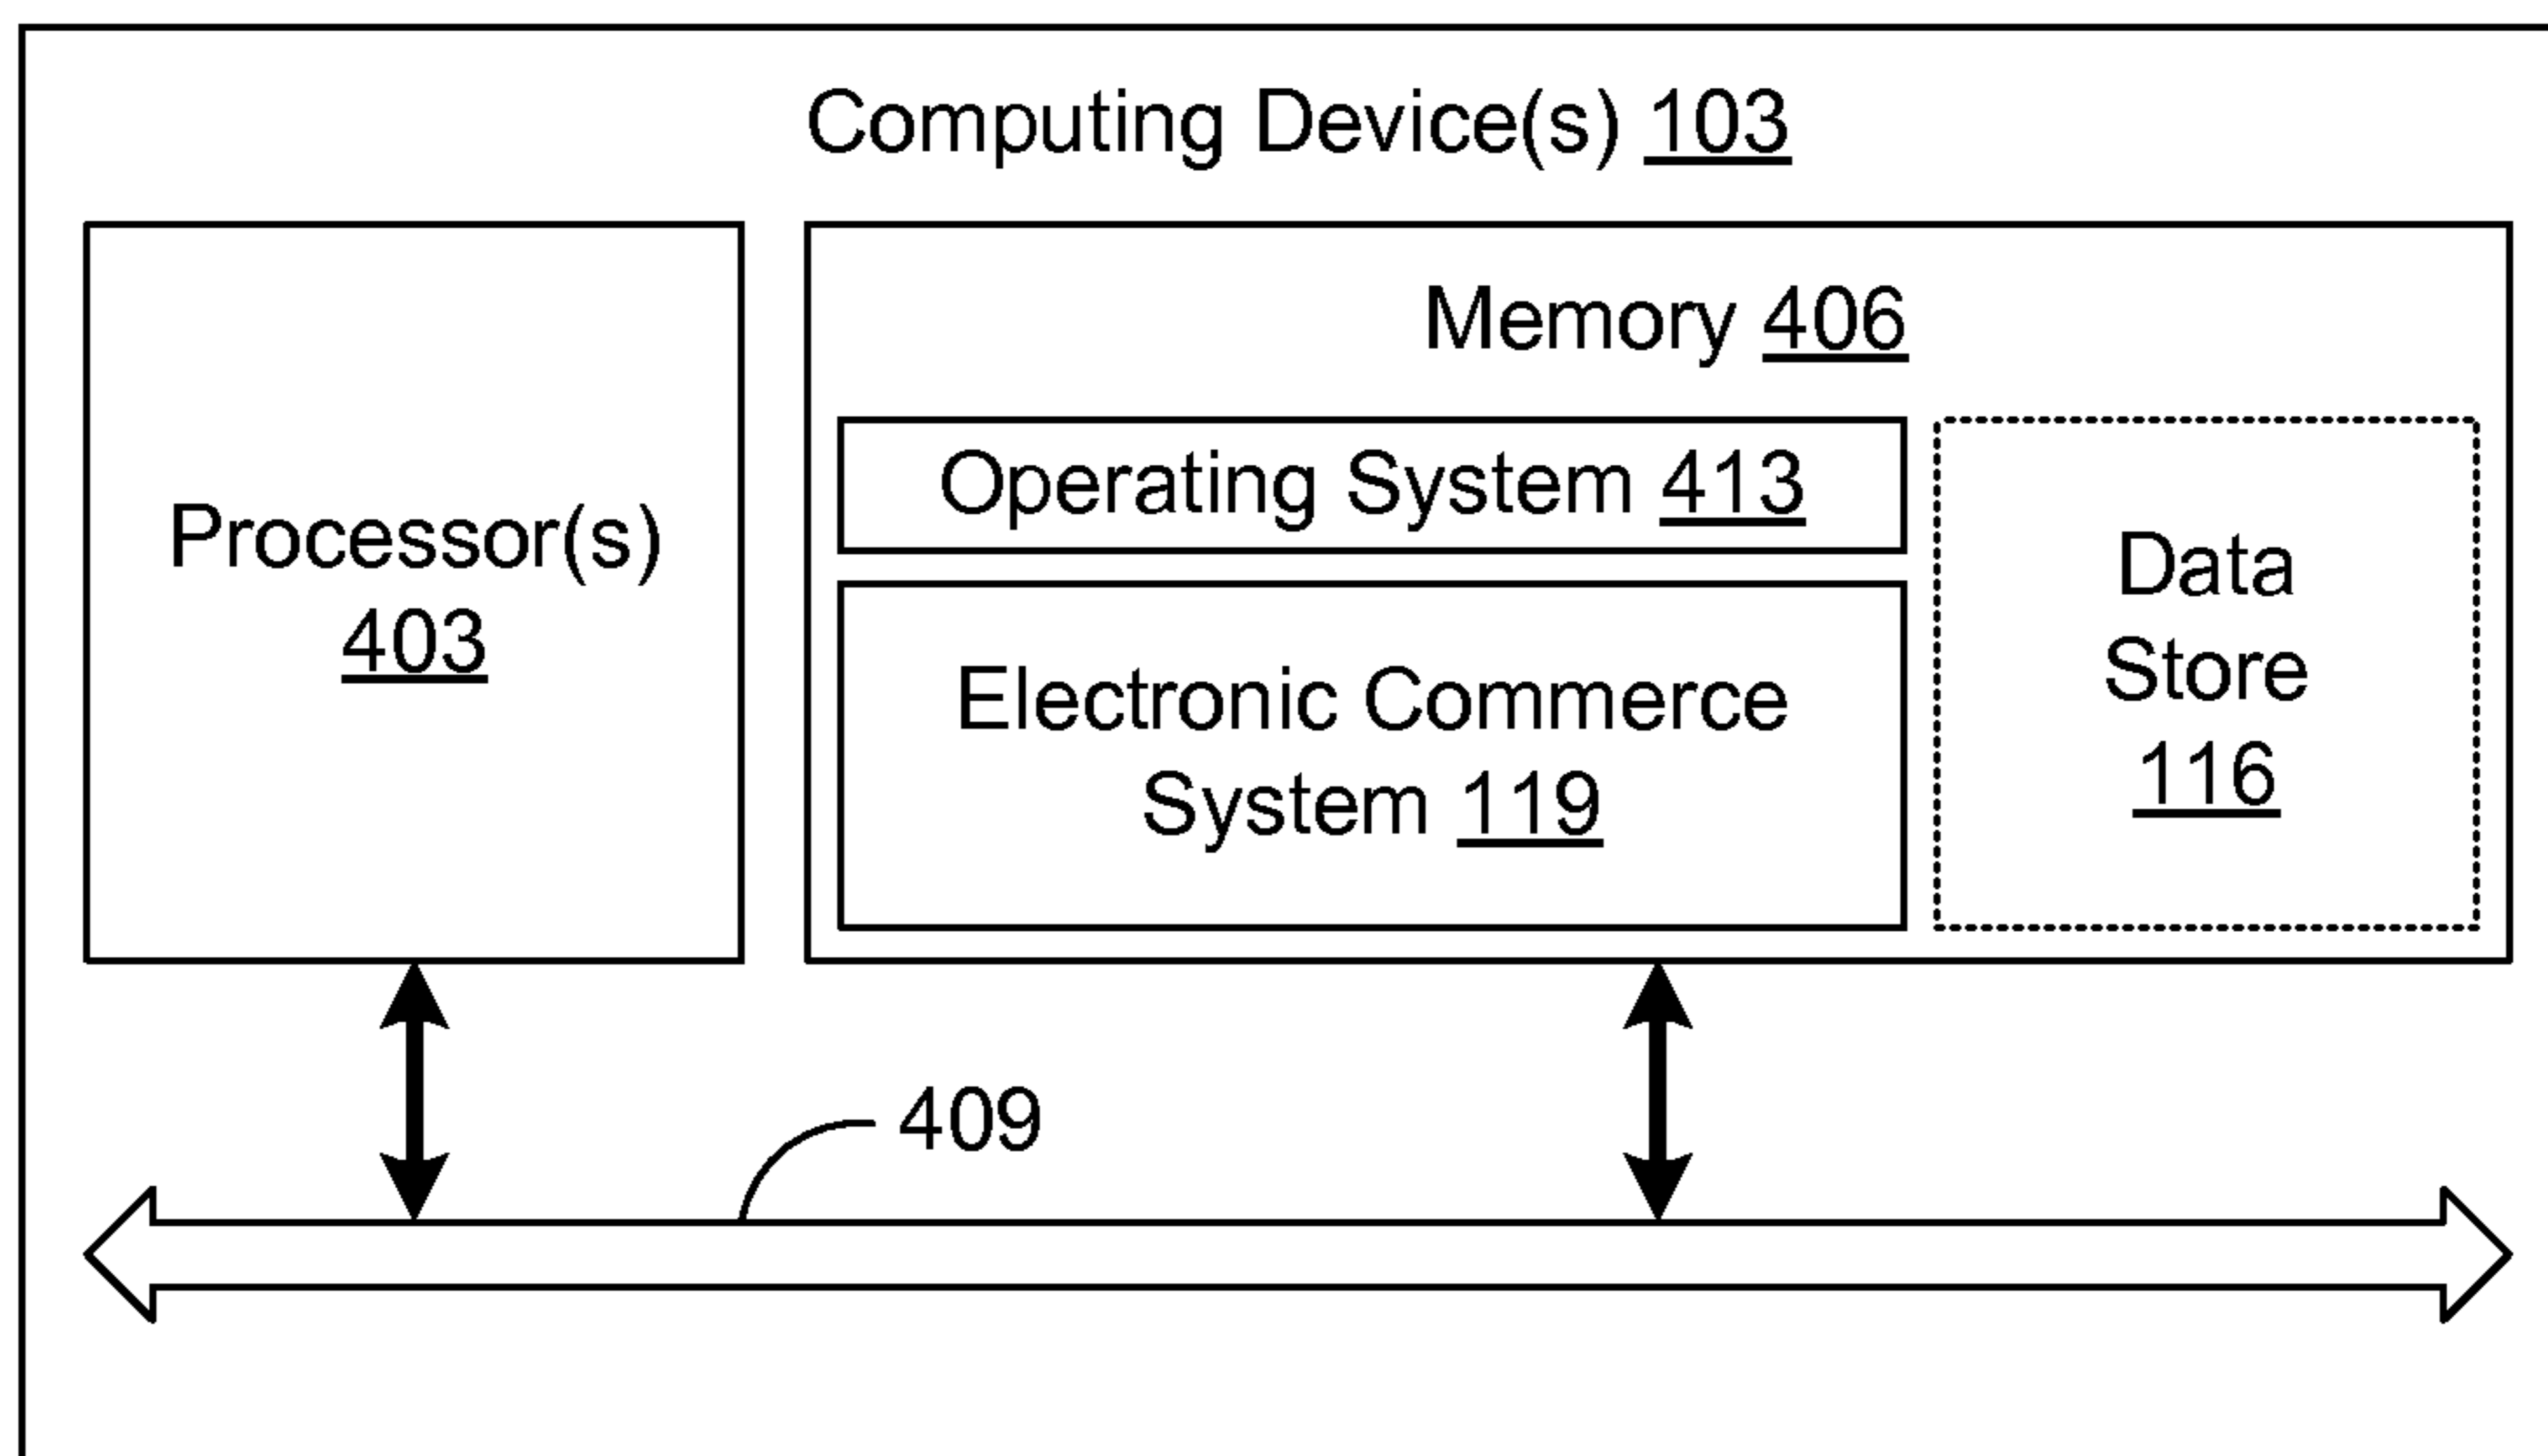 Computing Device(s) 103
Processor(s)
403
Memory 406
Operating System 413
Electronic Commerce
System 119
Data
Store
116
409